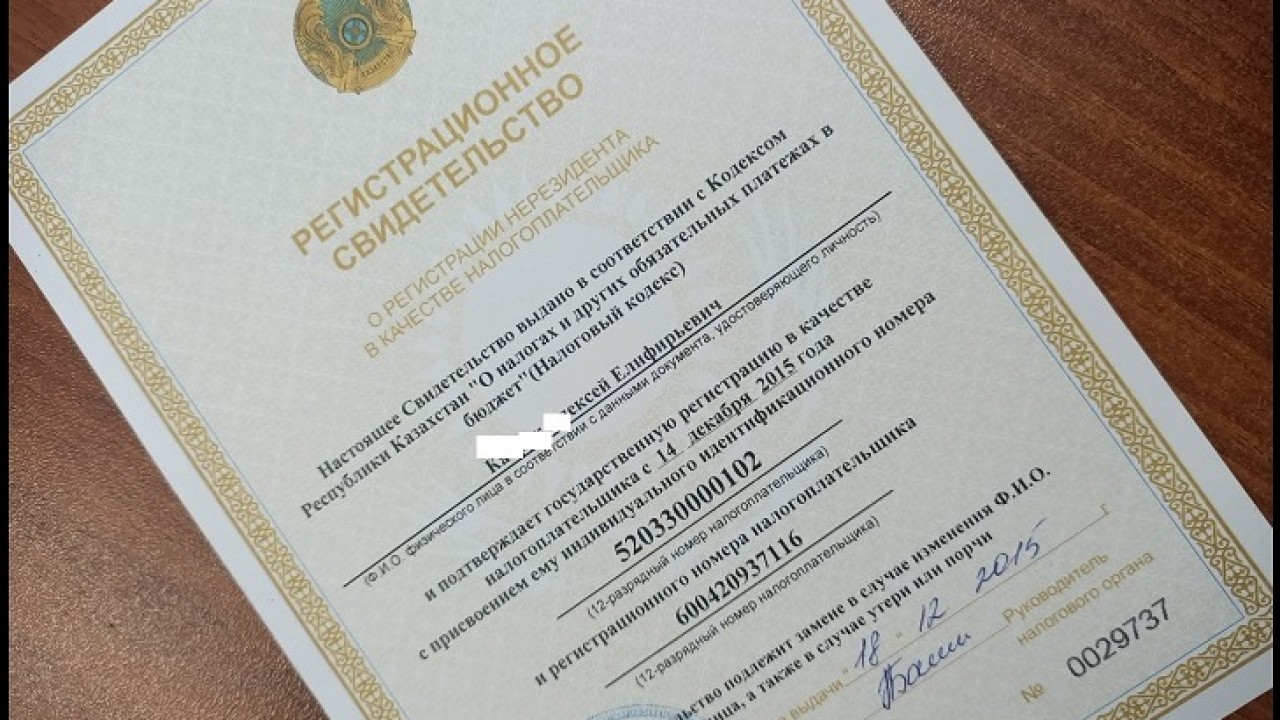 РЕГИСТРАЦИОННОЕ
СВИДЕТЕЛЬСТВО
О РЕГИСТРАЦИИ НЕРЕЗИДЕНТА
В КАЧЕСТВЕ НАЛОГОПЛАТЕЛЬЩИКА
Настоящее Свидетельство выдано в соответствии с Кодексом
Республики Казахстан "О налогах и других обязательных платежах в
бюджет"(Налоговый кодекс)
Елифирьевич
(Ф.И.О. физического лица в соответствии с данными документа, удостоверяющего личность)
и подтверждает государственную регистрацию в качестве
налогоплательщика с 14 декабря 2015 года
с присвоением ему индивидуального идентификационного номера
520330000102
(12-разрядный номер налогоплательщика)
и регистрационного номера налогоплательщика
600420937116
(12-разрядный номер налогоплательщика)
подлежит замене в случае изменения Ф.И.О.
а также в случае утери или порчи
выдачи "18" 12 2015 г.
Руководитель
налогового органа
№ 0029737